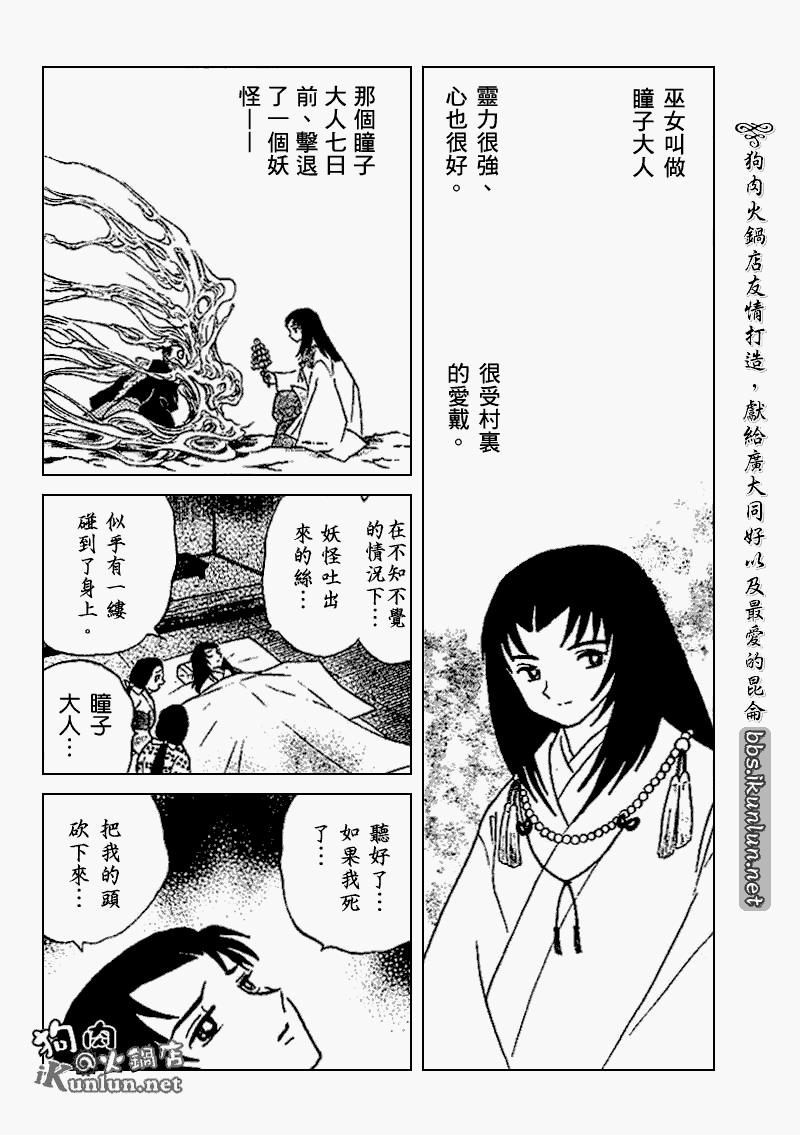 巫女叫做
瞳子大人
靈力很強、
心也很好。
很受村裏
的愛戴。
那個瞳子
大人七日
前、擊退
了一個妖
怪——
在不知不覺
的情況下…
妖怪吐出
來的絲…
似乎有一縷
碰到了身上。
瞳子
大人…
聽好了…
如果我死
了…
把我的頭
砍下來…
狗肉火鍋店友情打造，獻給廣大同好以及最愛的昆侖
bbs.ikunlun.net
狗肉@火鍋店
iKunlun.net